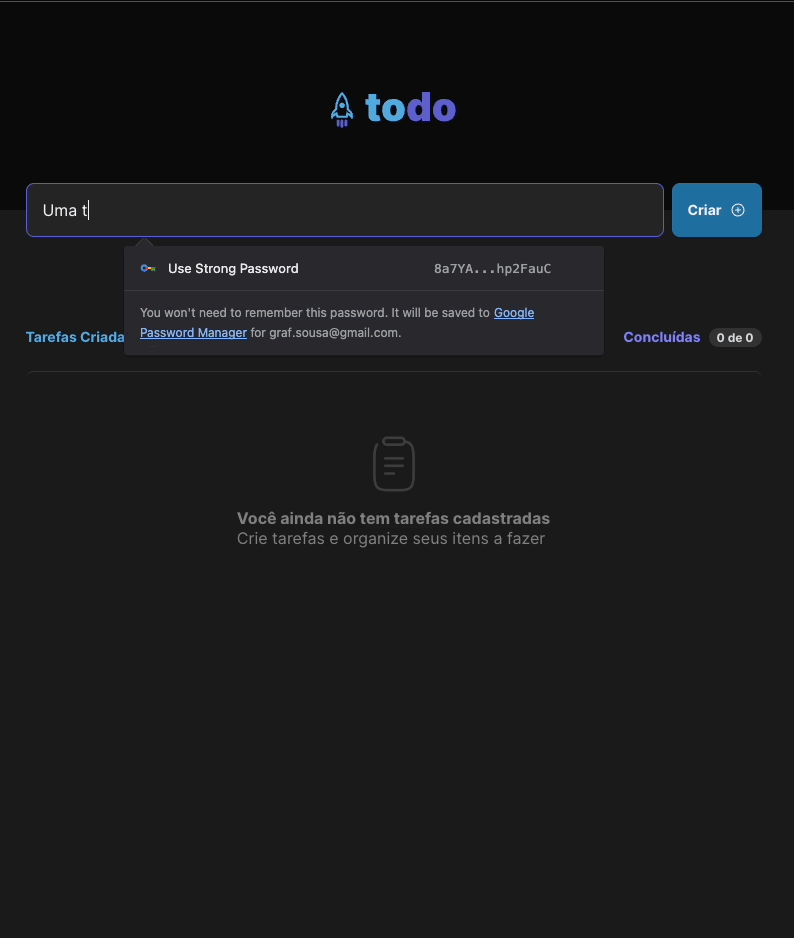 todo
Uma t
Criar
Use Strong Password 8a7YA...hp2FauC
You won't need to remember this password. It will be saved to Google
Password Manager for graf.sousa@gmail.com.
Tarefas Criada
Concluídas 0 de 0
Você ainda não tem tarefas cadastradas
Crie tarefas e organize seus itens a fazer